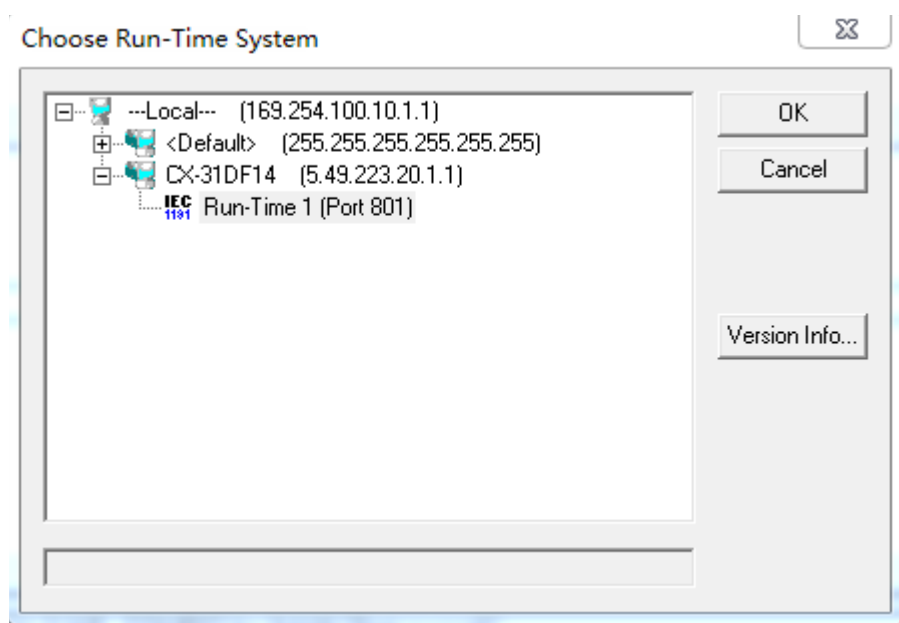 Choose Run-Time System
---Local--- (169.254.100.10.1.1)
OK
<Default> (255.255.255.255.255.255)
CX-31DF14 (5.49.223.20.1.1)
Cancel
IEC
1131
Run-Time 1 (Port 801)
Version Info...